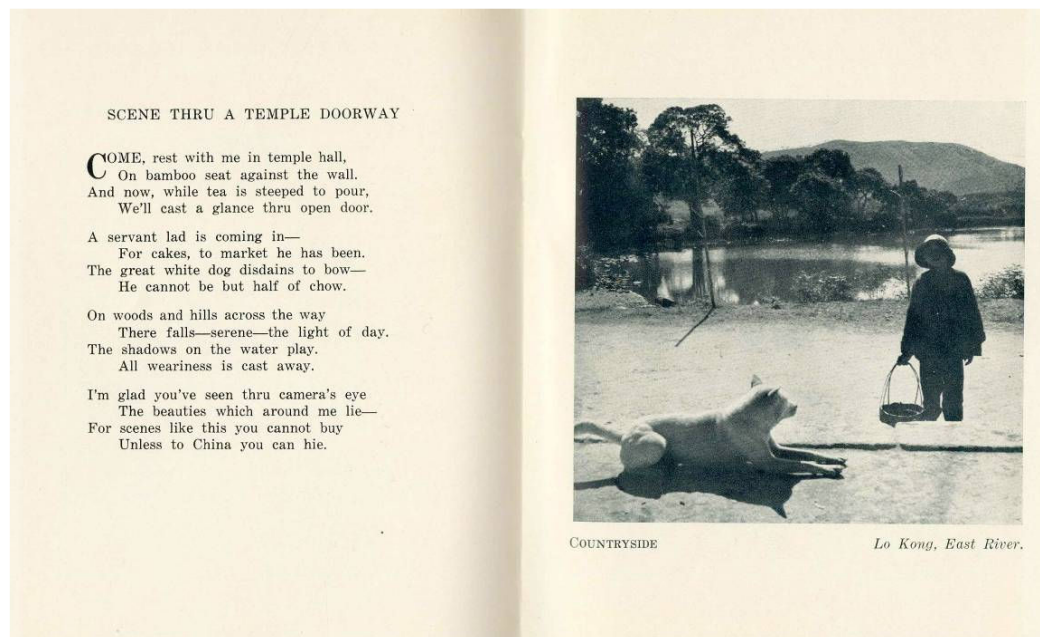 SCENE THRU A TEMPLE DOORWAY
COME, rest with me in temple hall,
On bamboo seat against the wall.
And now, while tea is steeped to pour,
We'll cast a glance thru open door.
A servant lad is coming in—
For cakes, to market he has been.
The great white dog disdains to bow—
He cannot be but half of chow.
On woods and hills across the way
There falls—serene—the light of day.
The shadows on the water play.
All weariness is cast away.
I'm glad you've seen thru camera's eye
The beauties which around me lie—
For scenes like this you cannot buy
Unless to China you can hie.
COUNTRYSIDE
Lo Kong, East River.